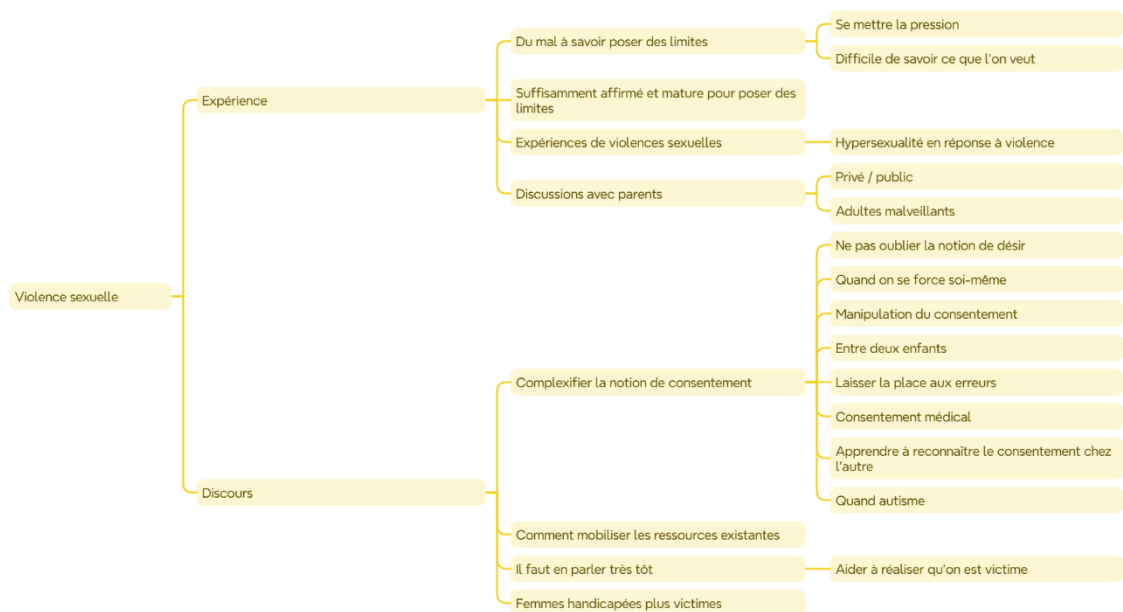 Violence sexuelle
Expérience
Du mal à savoir poser des limites
Se mettre la pression
Difficile de savoir ce que l'on veut
Suffisamment affirmé et mature pour poser des
limites
Expériences de violences sexuelles
Hypersexualité en réponse à violence
Discussions avec parents
Privé / public
Adultes malveillants
Discours
Complexifier la notion de consentement
Ne pas oublier la notion de désir
Quand on se force soi-même
Manipulation du consentement
Entre deux enfants
Laisser la place aux erreurs
Consentement médical
Apprendre à reconnaître le consentement chez
l'autre
Quand autisme
Comment mobiliser les ressources existantes
Il faut en parler très tôt
Aider à réaliser qu'on est victime
Femmes handicapées plus victimes